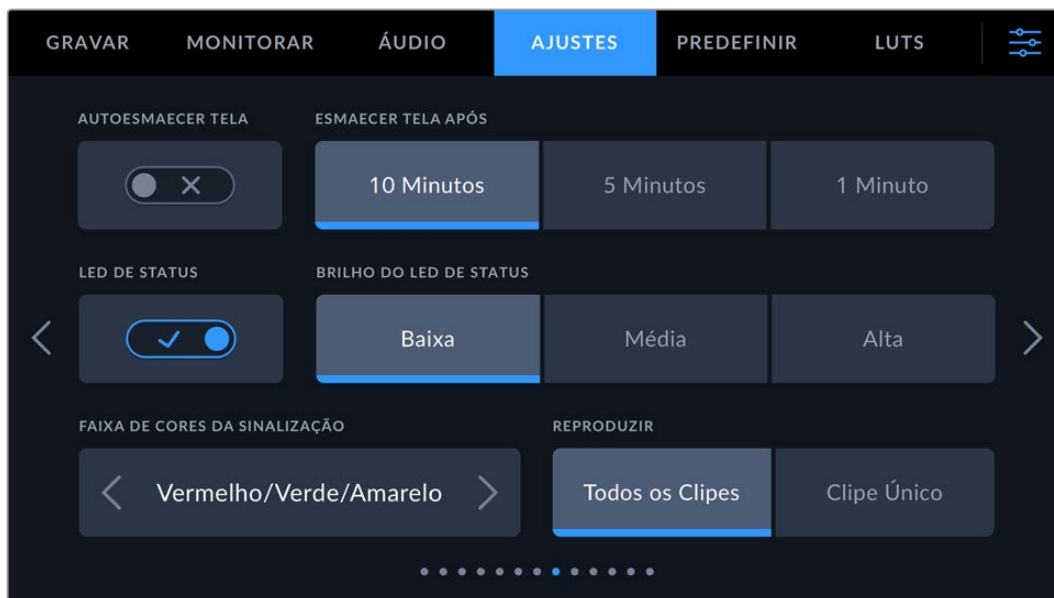 GRAVAR MONITORAR ÁUDIO AJUSTES PREDEFINIR LUTS
AUTOESMAECER TELA ESMAECER TELA APÓS
10 Minutos 5 Minutos 1 Minuto
LED DE STATUS BRILHO DO LED DE STATUS
Baixa Média Alta
FAIXA DE CORES DA SINALIZAÇÃO REPRODUZIR
Vermelho/Verde/Amarelo Todos os Clipes Clipe Único